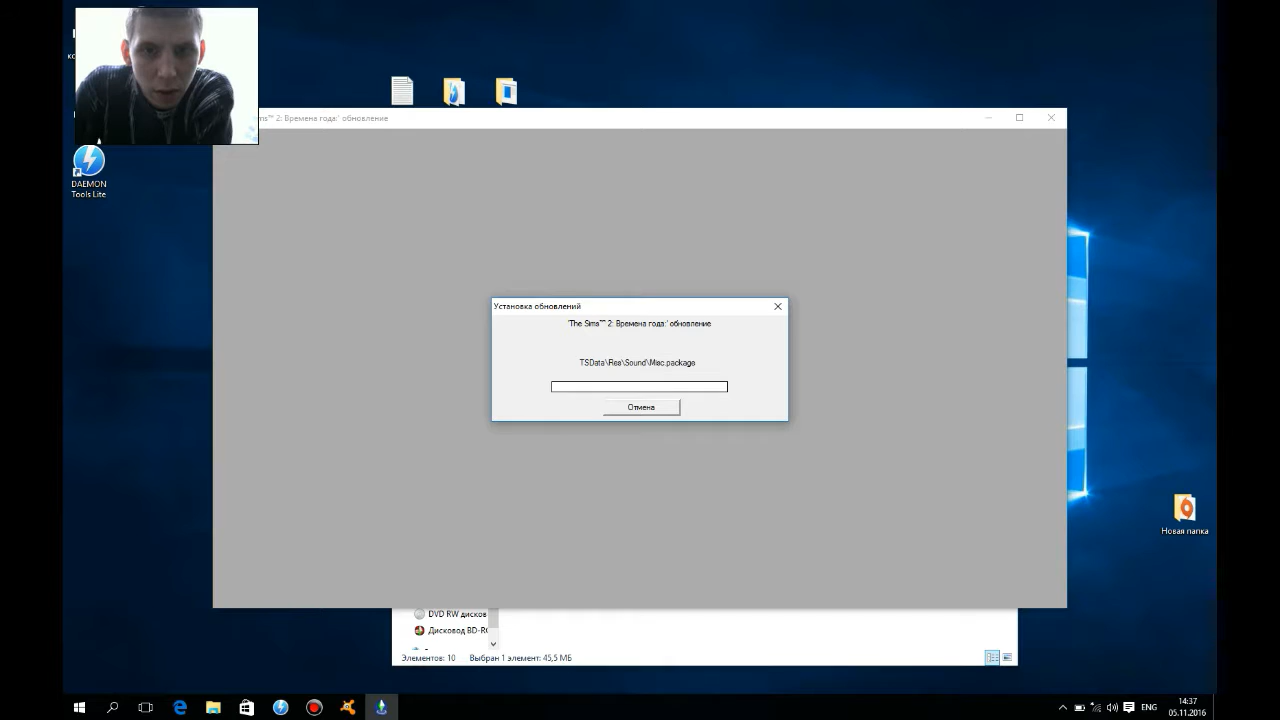 DAEMON
Tools Lite
2: Времена года:' обновление
Установка обновлений
'The Sims™ 2: Времена года:' обновление
TSData\Res\Sound\Misc.package
Отмена
Новая папка
DVD RW дисков
Дисковод BD-RO
Элементов: 10 Выбран 1 элемент: 45,5 МБ
ENG
14:37
05.11.2016